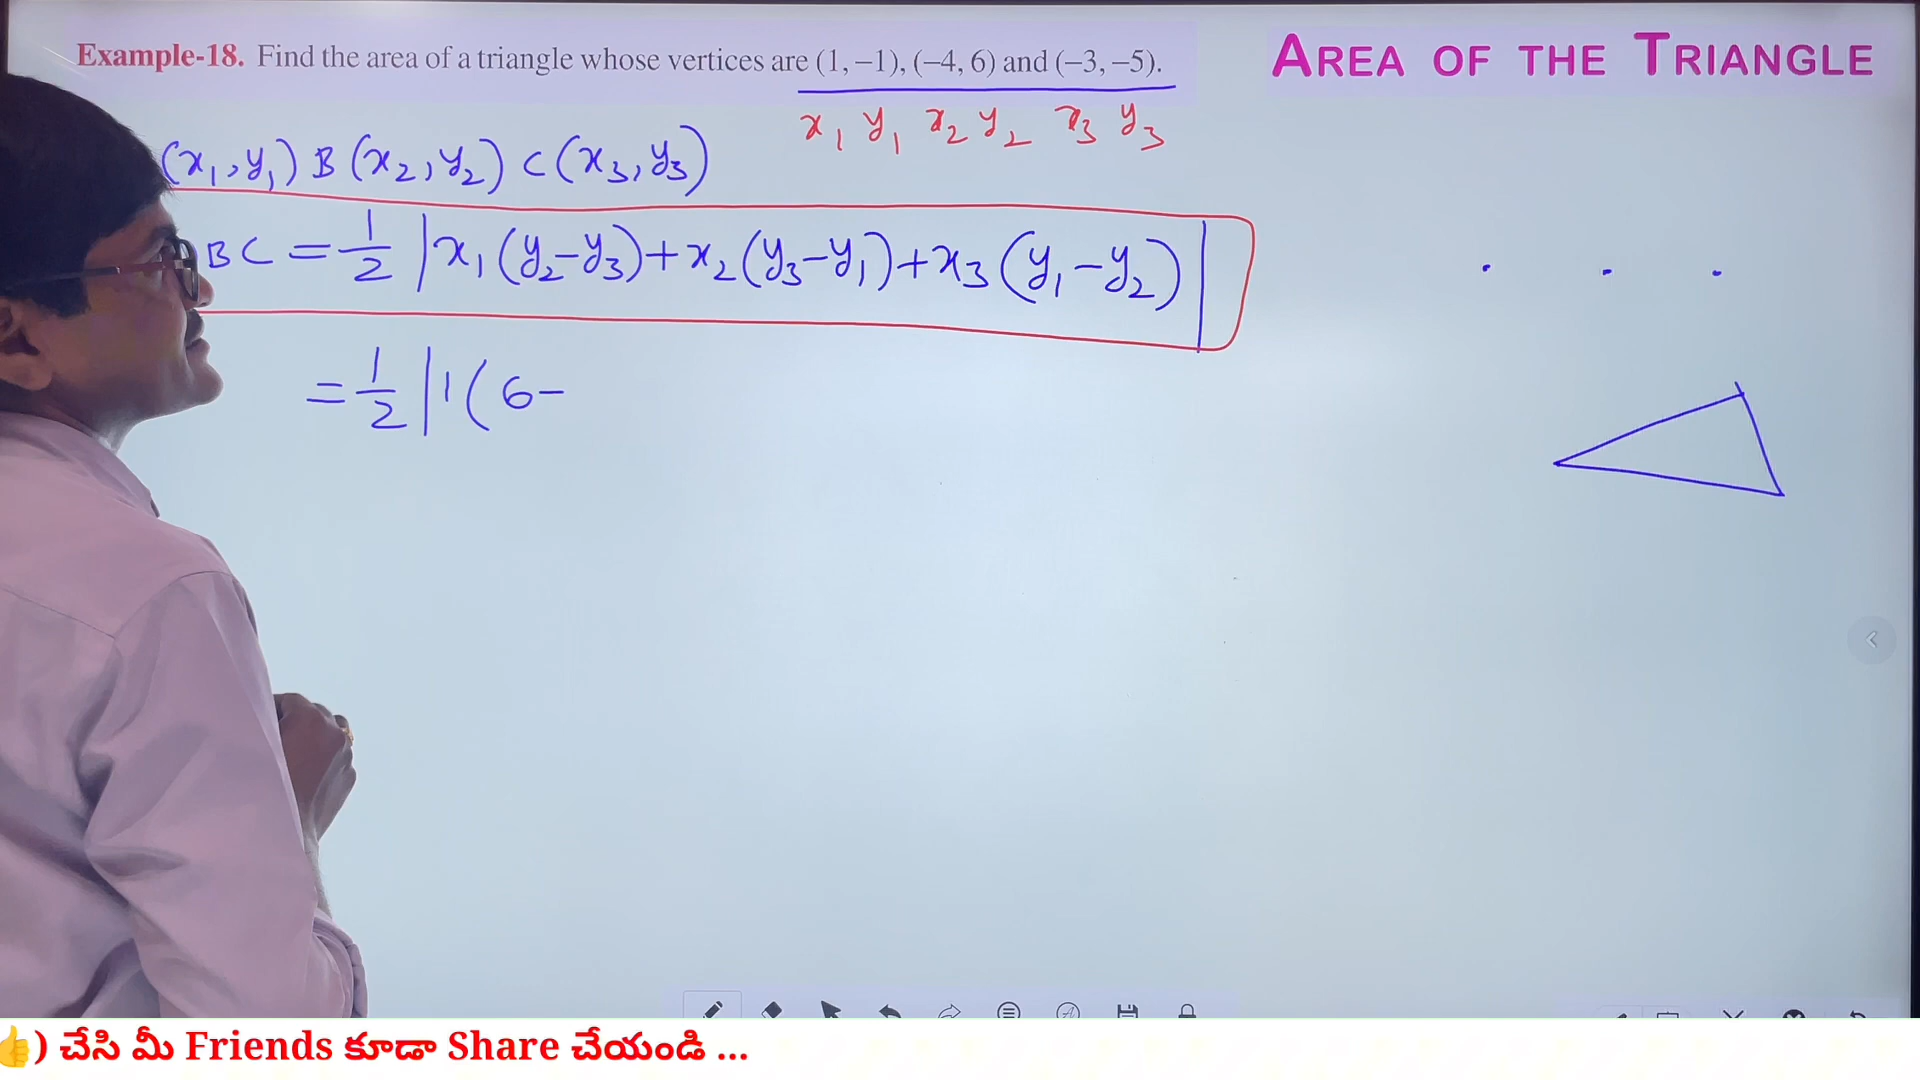 Example-18. Find the area of a triangle whose vertices are (1, −1), (−4, 6) and (−3, −5).
AREA OF THE TRIANGLE
x₁ y₁ x₂ y₂ x₃ y₃
(x₁, y₁) B (x₂, y₂) C (x₃, y₃)
BC = 1/2 |x₁(y₂−y₃)+x₂(y₃−y₁)+x₃(y₁−y₂)|
= 1/2 |1(6−
👍) చేసి మీ Friends కూడా Share చేయండి ...